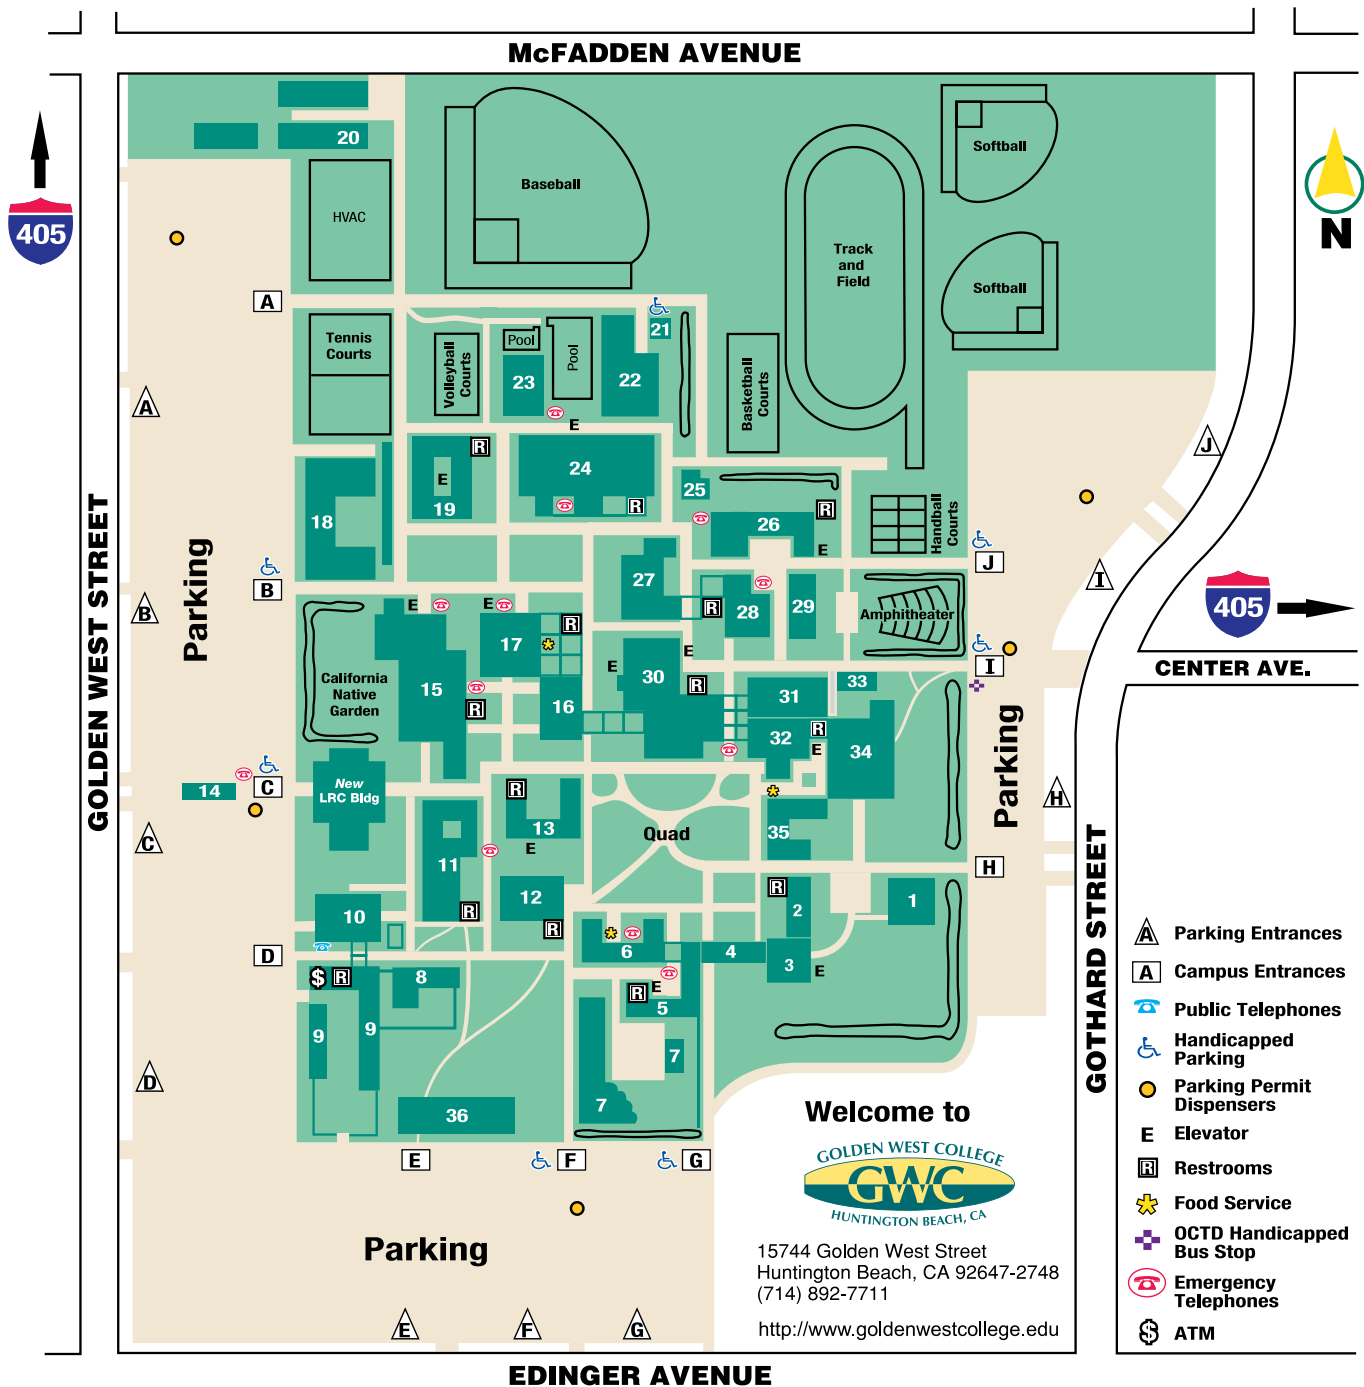 McFADDEN AVENUE
20
405
HVAC
Baseball
Softball
Track
and
Field
Softball
N
A
Tennis
Courts
Volleyball
Courts
Pool
Pool
21
22
23
Basketball
Courts
A
J
E
R
24
E
19
R
25
R
26
E
Handball
Courts
18
GOLDEN WEST STREET
Parking
B
J
I
405
B
E
E
17
R
27
R
28
29
Amphitheater
CENTER AVE.
California
Native
Garden
15
R
16
E
30
E
R
31
33
I
32
R
E
34
Parking
H
14
C
New
LRC Bldg
R
13
E
Quad
35
C
11
R
12
R
H
GOTHARD STREET
R
2
1
10
D
6
4
3
E
$
R
8
9
9
R
E
5
7
7
D
36
E
F
G
Parking
E
F
G
Welcome to
GOLDEN WEST COLLEGE
GWC
HUNTINGTON BEACH, CA
15744 Golden West Street
Huntington Beach, CA 92647-2748
(714) 892-7711
http://www.goldenwestcollege.edu
A Parking Entrances
A Campus Entrances
Public Telephones
Handicapped
Parking
Parking Permit
Dispensers
E Elevator
R Restrooms
Food Service
OCTD Handicapped
Bus Stop
Emergency
Telephones
$ ATM
EDINGER AVENUE